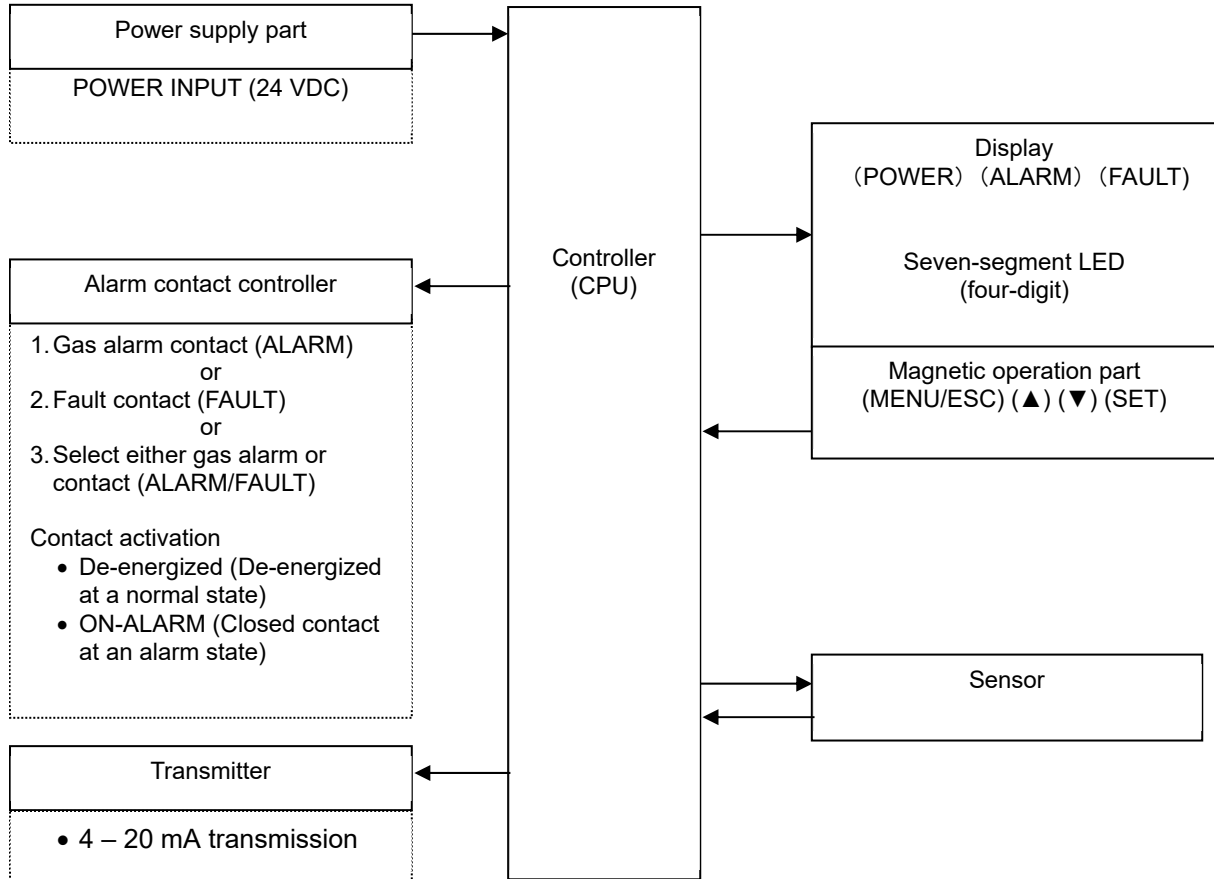 Power supply part
POWER INPUT (24 VDC)
Alarm contact controller
1. Gas alarm contact (ALARM)
or
2. Fault contact (FAULT)
or
3. Select either gas alarm or
contact (ALARM/FAULT)
Contact activation
• De-energized (De-energized
at a normal state)
• ON-ALARM (Closed contact
at an alarm state)
Transmitter
• 4 – 20 mA transmission
Controller
(CPU)
Display
（POWER）（ALARM）（FAULT）
Seven-segment LED
(four-digit)
Magnetic operation part
(MENU/ESC) (▲) (▼) (SET)
Sensor